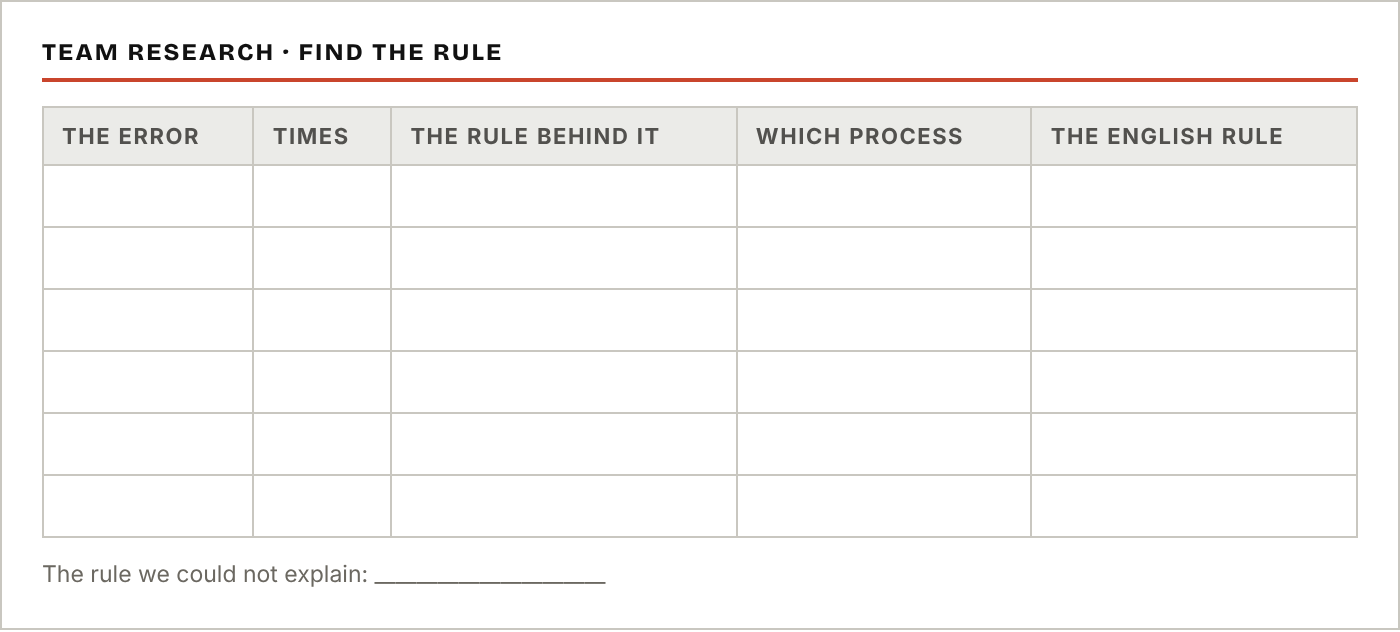 TEAM RESEARCH · FIND THE RULE
THE ERROR TIMES THE RULE BEHIND IT WHICH PROCESS THE ENGLISH RULE
The rule we could not explain: ______________________